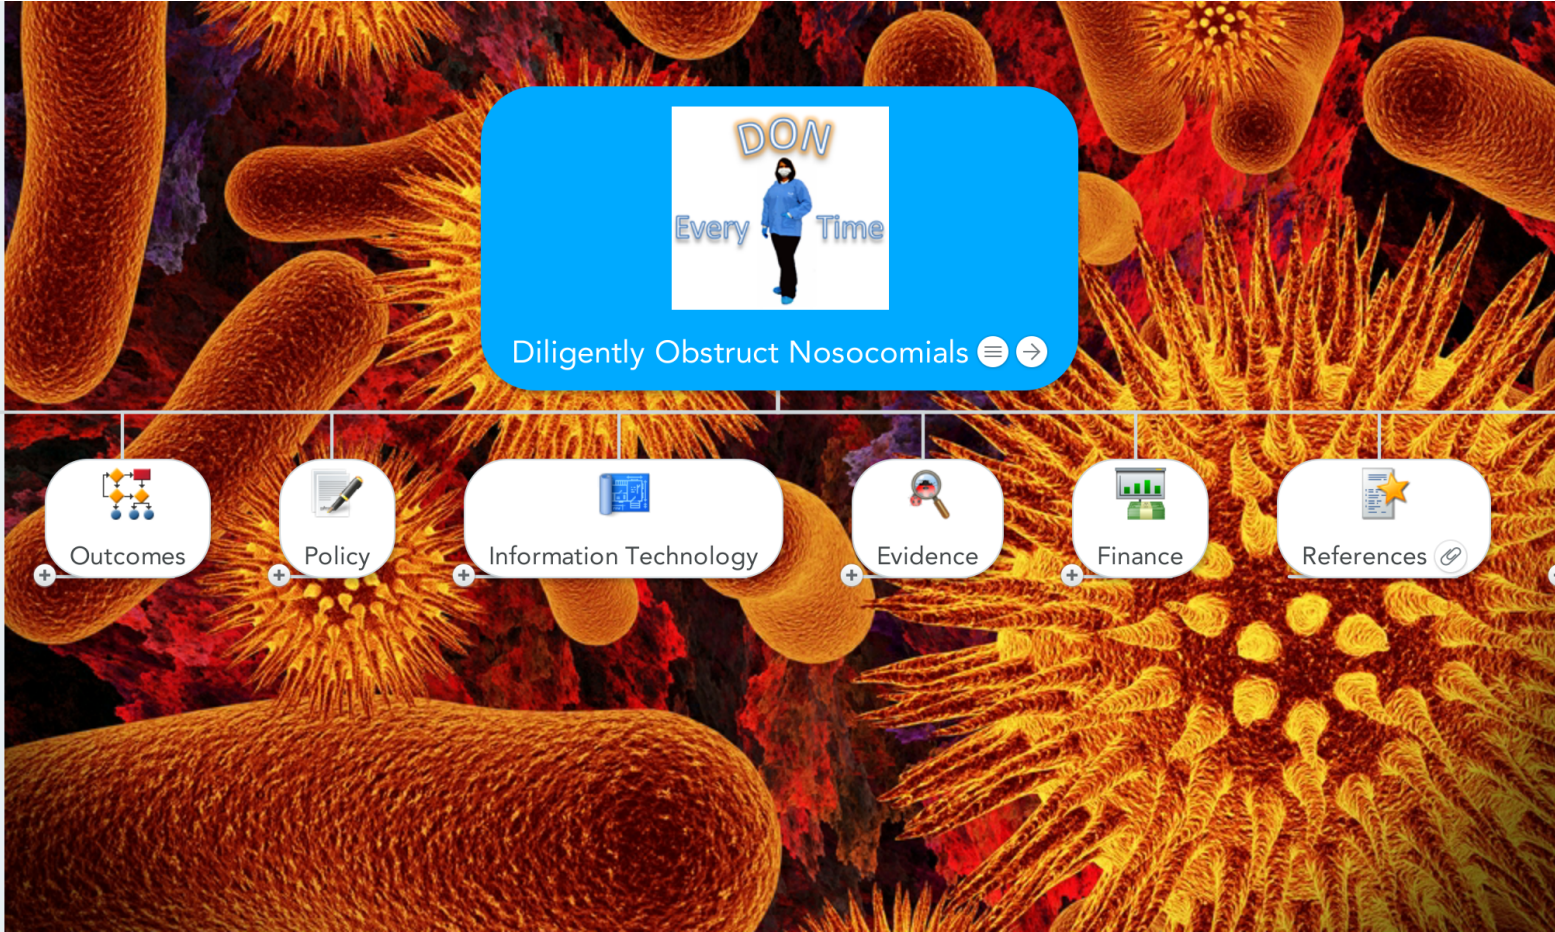 DON
Every Time
Diligently Obstruct Nosocomials
Outcomes
Policy
Information Technology
Evidence
Finance
References